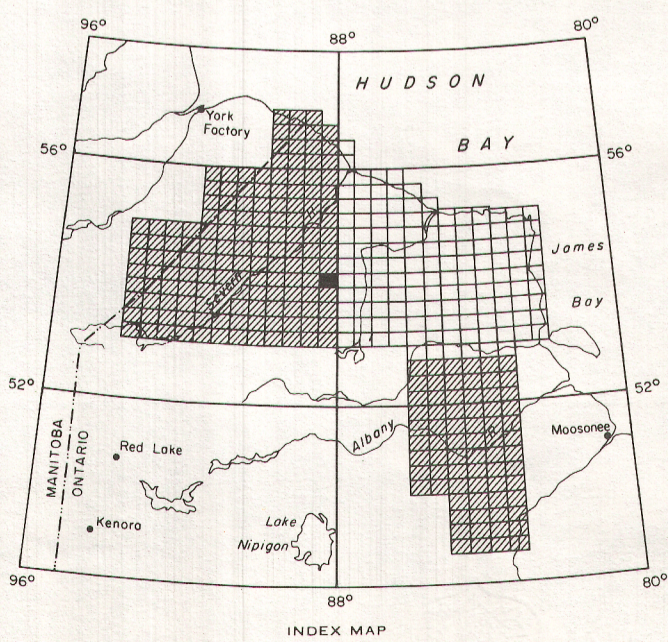 96°
88°
80°
HUDSON
BAY
York
Factory
56°
56°
James
Bay
Severn
R.
52°
52°
MANITOBA
ONTARIO
Red Lake
Albany
Moosonee
Kenora
Lake
Nipigon
96°
88°
80°
INDEX MAP